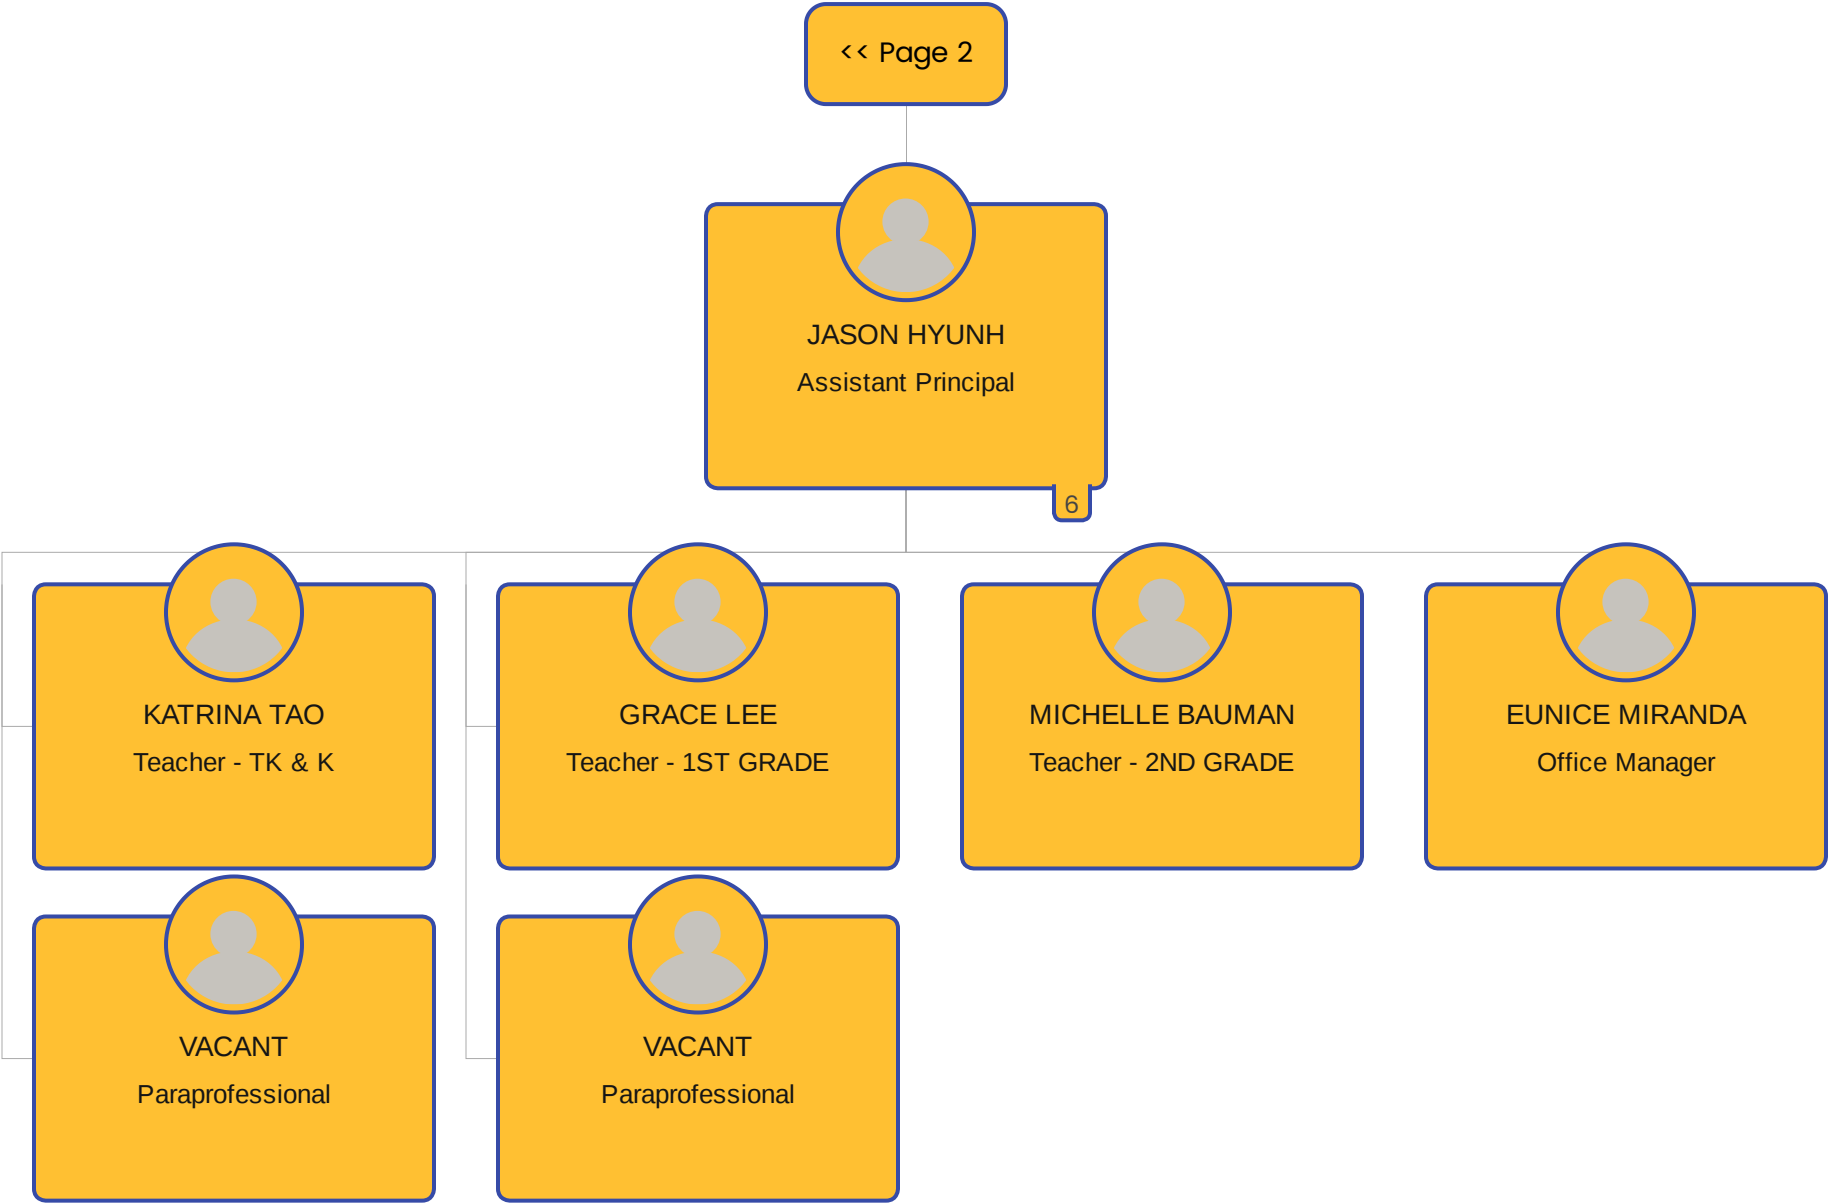 << Page 2
JASON HYUNH
Assistant Principal
6
KATRINA TAO
Teacher - TK & K
GRACE LEE
Teacher - 1ST GRADE
MICHELLE BAUMAN
Teacher - 2ND GRADE
EUNICE MIRANDA
Office Manager
VACANT
Paraprofessional
VACANT
Paraprofessional